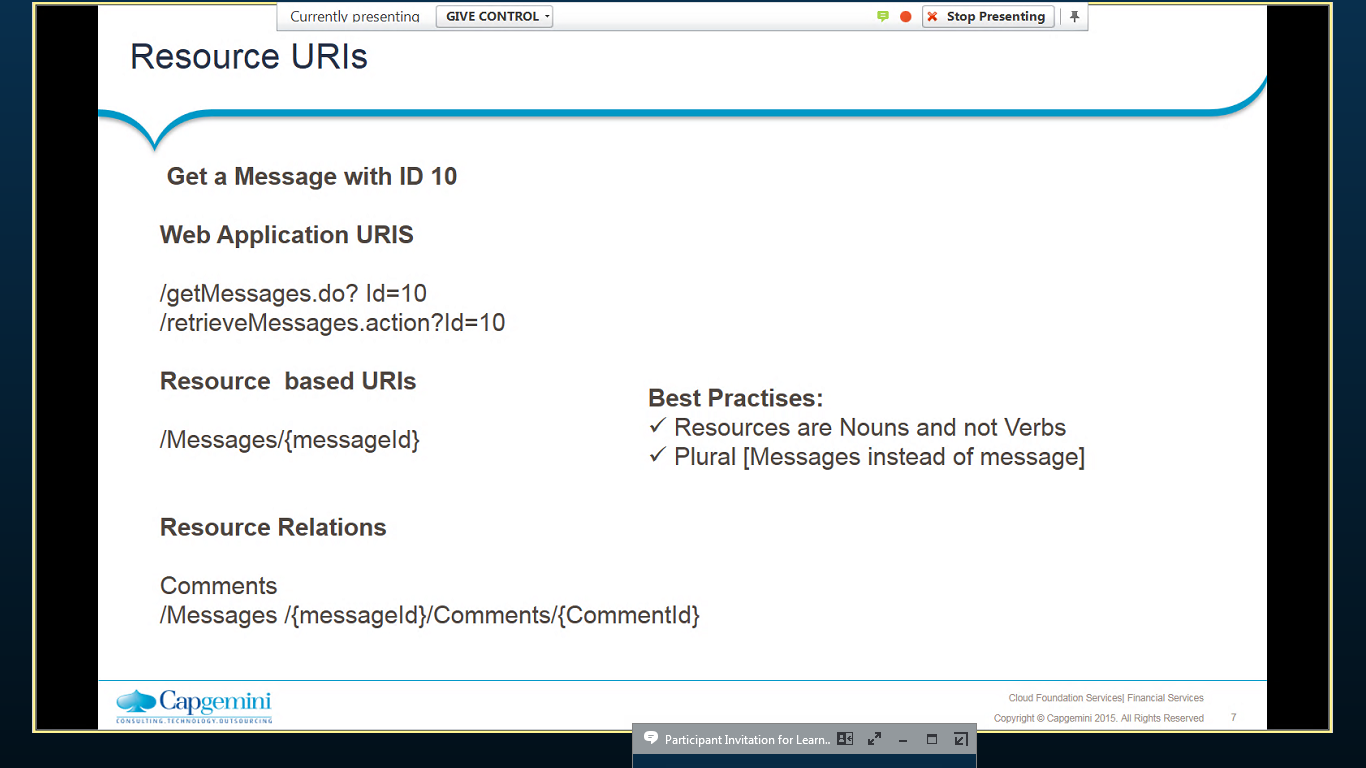 Currently presenting GIVE CONTROL Stop Presenting
Resource URIs
Get a Message with ID 10
Web Application URIS
/getMessages.do? Id=10
/retrieveMessages.action?Id=10
Resource  based URIs
/Messages/{messageId}
Best Practises:
✓ Resources are Nouns and not Verbs
✓ Plural [Messages instead of message]
Resource Relations
Comments
/Messages /{messageId}/Comments/{CommentId}
Capgemini
CONSULTING.TECHNOLOGY.OUTSOURCING
Cloud Foundation Services| Financial Services
Copyright © Capgemini 2015. All Rights Reserved 7
Participant Invitation for Learn..